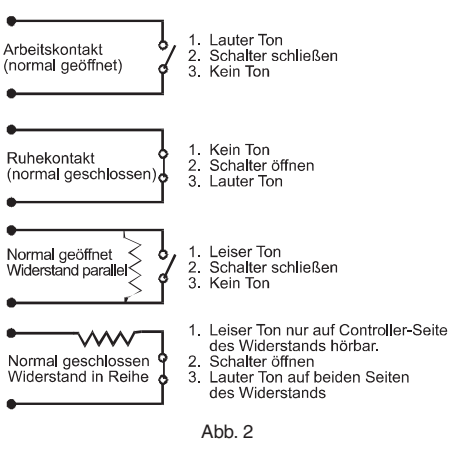 Arbeitskontakt
(normal geöffnet)
1. Lauter Ton
2. Schalter schließen
3. Kein Ton
Ruhekontakt
(normal geschlossen)
1. Kein Ton
2. Schalter öffnen
3. Lauter Ton
Normal geöffnet
Widerstand parallel
1. Leiser Ton
2. Schalter schließen
3. Kein Ton
Normal geschlossen
Widerstand in Reihe
1. Leiser Ton nur auf Controller-Seite
des Widerstands hörbar.
2. Schalter öffnen
3. Lauter Ton auf beiden Seiten
des Widerstands
Abb. 2